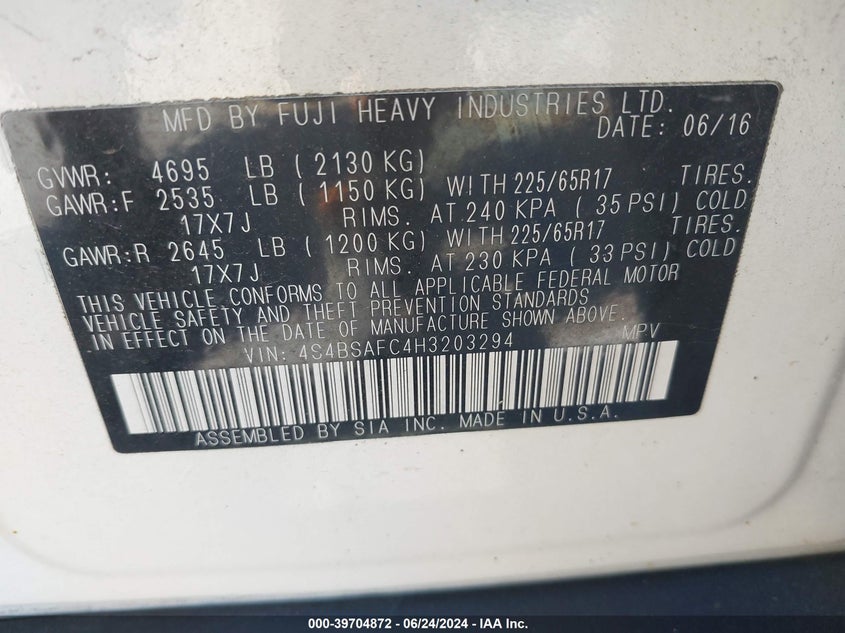 MFD BY FUJI HEAVY INDUSTRIES LTD.
DATE: 06/16
GVWR: 4695 LB ( 2130 KG)
GAWR:F 2535 LB ( 1150 KG) WITH 225/65R17 TIRES.
17X7J RIMS. AT 240 KPA ( 35 PSI) COLD
GAWR:R 2645 LB ( 1200 KG) WITH 225/65R17 TIRES.
17X7J RIMS. AT 230 KPA ( 33 PSI) COLD
THIS VEHICLE CONFORMS TO ALL APPLICABLE FEDERAL MOTOR
VEHICLE SAFETY AND THEFT PREVENTION STANDARDS
IN EFFECT ON THE DATE OF MANUFACTURE SHOWN ABOVE.
VIN: 4S4BSAFC4H3203294 MPV
ASSEMBLED BY SIA INC. MADE IN U.S.A.
000-39704872 / 06/24/2024 - IAA Inc.